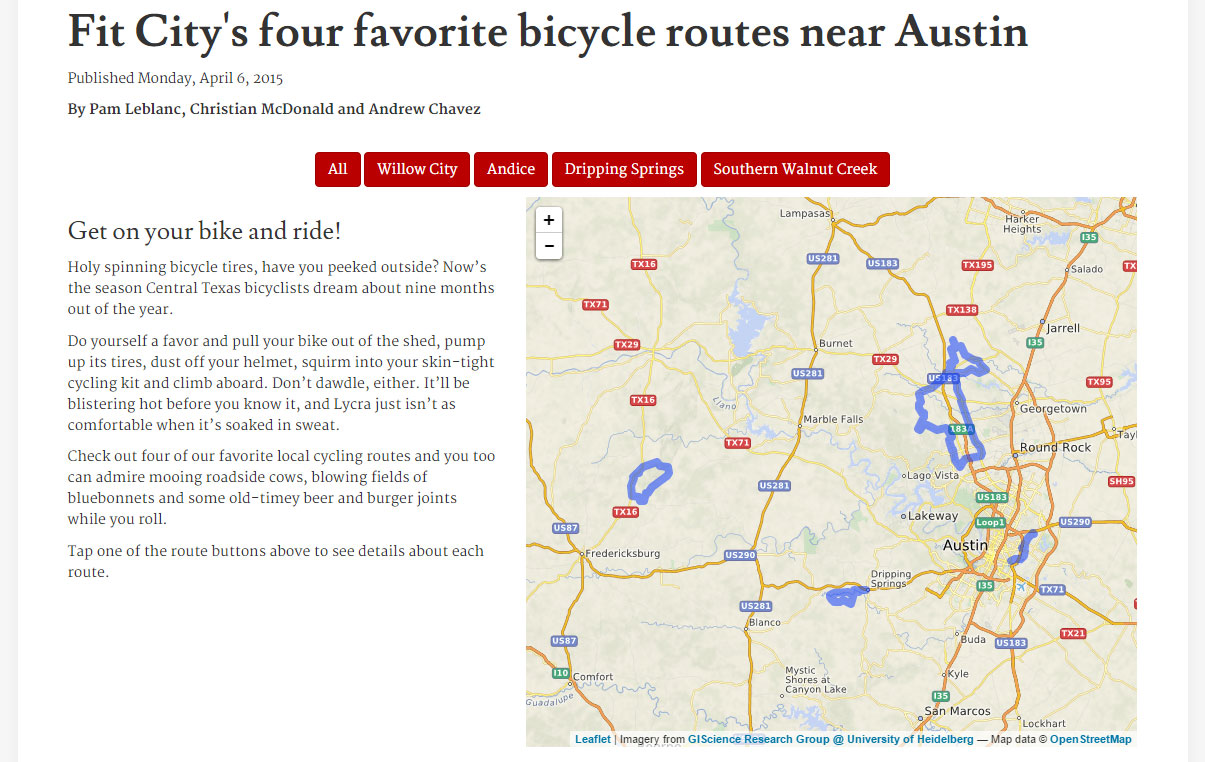 Fit City's four favorite bicycle routes near Austin
Published Monday, April 6, 2015
By Pam Leblanc, Christian McDonald and Andrew Chavez
All
Willow City
Andice
Dripping Springs
Southern Walnut Creek
Get on your bike and ride!
Holy spinning bicycle tires, have you peeked outside? Now’s
the season Central Texas bicyclists dream about nine months
out of the year.
Do yourself a favor and pull your bike out of the shed, pump
up its tires, dust off your helmet, squirm into your skin-tight
cycling kit and climb aboard. Don’t dawdle, either. It’ll be
blistering hot before you know it, and Lycra just isn’t as
comfortable when it’s soaked in sweat.
Check out four of our favorite local cycling routes and you too
can admire mooing roadside cows, blowing fields of
bluebonnets and some old-timey beer and burger joints
while you roll.
Tap one of the route buttons above to see details about each
route.
+
−
Lampasas
Harker
Heights
I35
US281
US183
TX16
TX195
Salado
TX
TX71
TX138
Jarrell
I35
TX29
Burnet
TX29
US281
US183
TX95
TX16
Llano
Georgetown
Marble Falls
183A
Tayl
TX71
Round Rock
Lago Vista
SH95
US281
US183
TX16
Lakeway
Loop1
US290
US87
Austin
Fredericksburg
US290
Dripping
Springs
I35
TX71
US281
Blanco
TX21
US87
Buda
US183
I10
Comfort
Mystic
Shores at
Canyon Lake
Kyle
Guadalupe
I35
San Marcos
Lockhart
Leaflet | Imagery from GIScience Research Group @ University of Heidelberg — Map data © OpenStreetMap